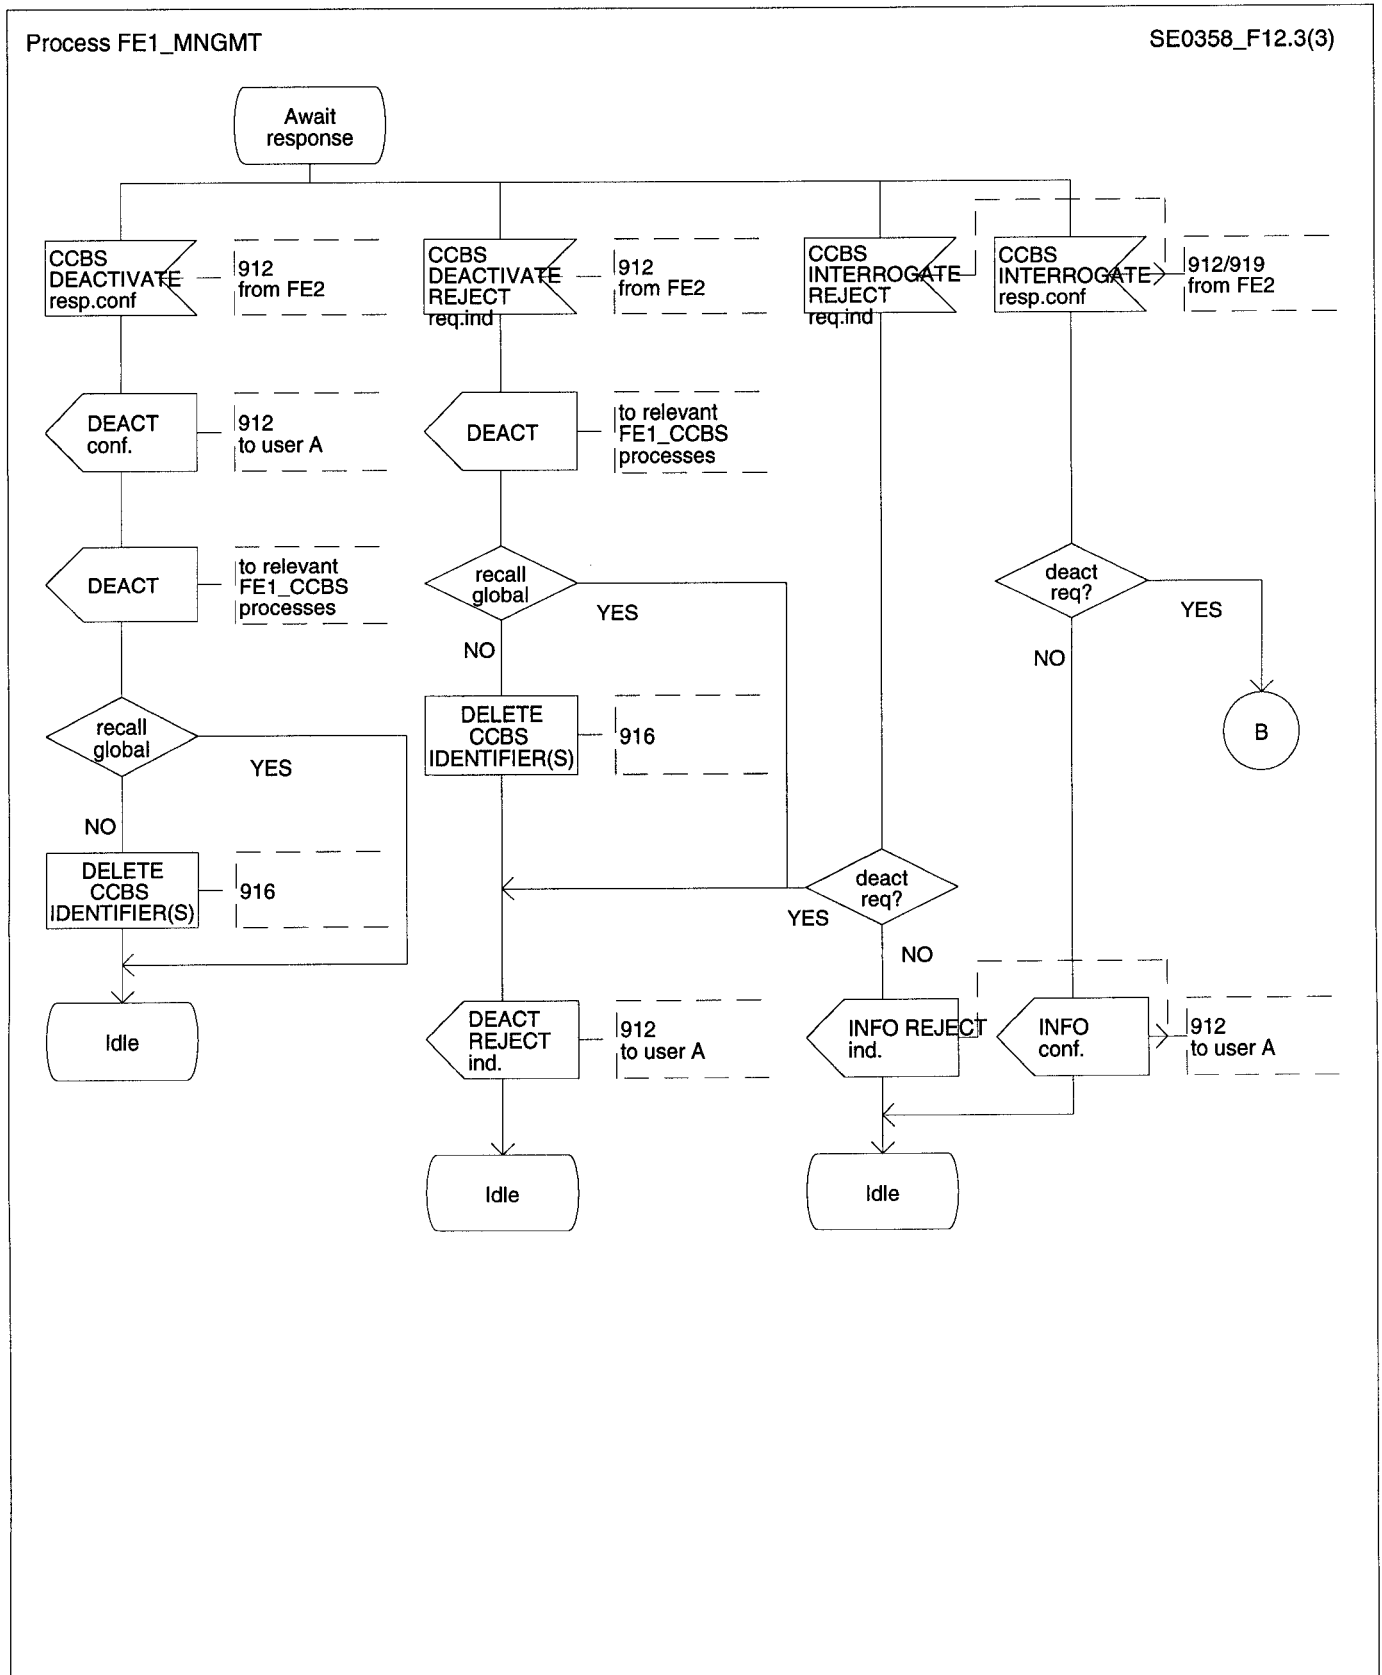 Process FE1_MNGMT
SE0358_F12.3(3)
Await
response
CCBS
DEACTIVATE
resp.conf
912
from FE2
CCBS
DEACTIVATE
REJECT
req.ind
912
from FE2
CCBS
INTERROGATE
REJECT
req.ind
CCBS
INTERROGATE
resp.conf
912/919
from FE2
DEACT
conf.
912
to user A
DEACT
to relevant
FE1_CCBS
processes
DEACT
to relevant
FE1_CCBS
processes
recall
global
YES
NO
deact
req?
YES
NO
recall
global
YES
NO
DELETE
CCBS
IDENTIFIER(S)
916
B
DELETE
CCBS
IDENTIFIER(S)
916
deact
req?
YES
NO
Idle
DEACT
REJECT
ind.
912
to user A
INFO REJECT
ind.
INFO
conf.
912
to user A
Idle
Idle